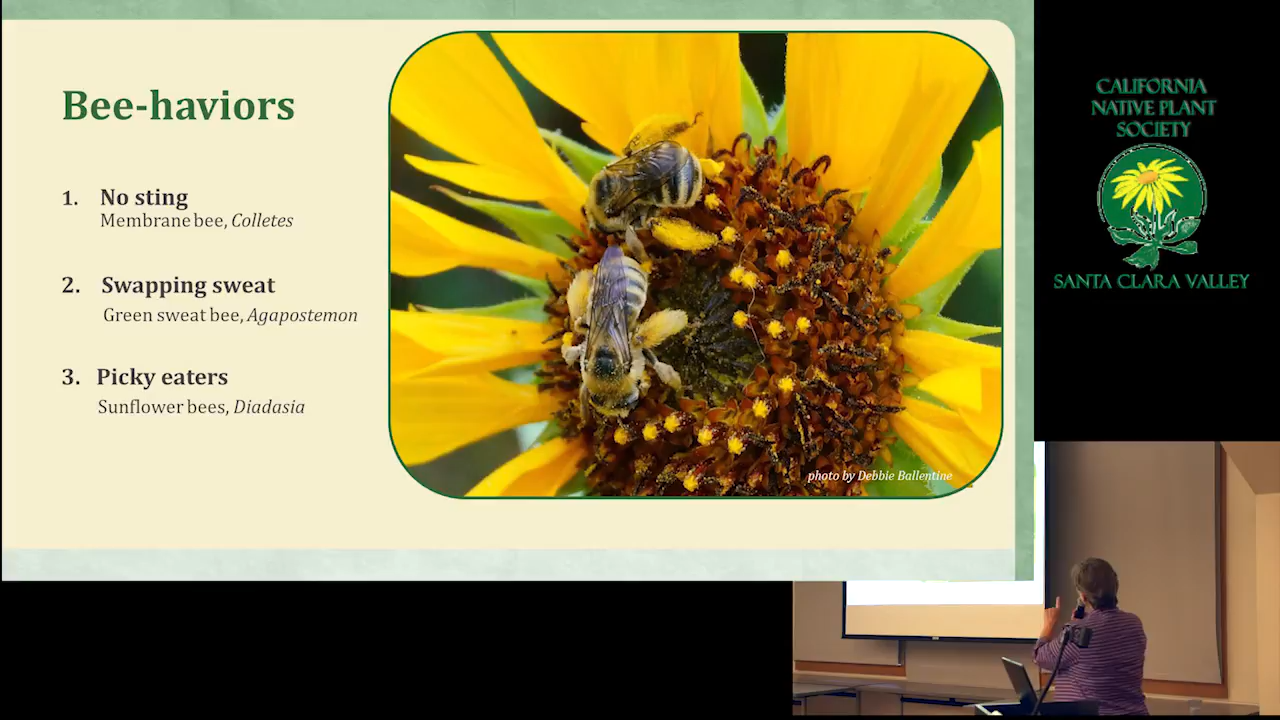 Bee-haviors
1. No sting
Membrane bee, Colletes
2. Swapping sweat
Green sweat bee, Agapostemon
3. Picky eaters
Sunflower bees, Diadasia
photo by Debbie Ballentine
CALIFORNIA
NATIVE PLANT
SOCIETY
SANTA CLARA VALLEY